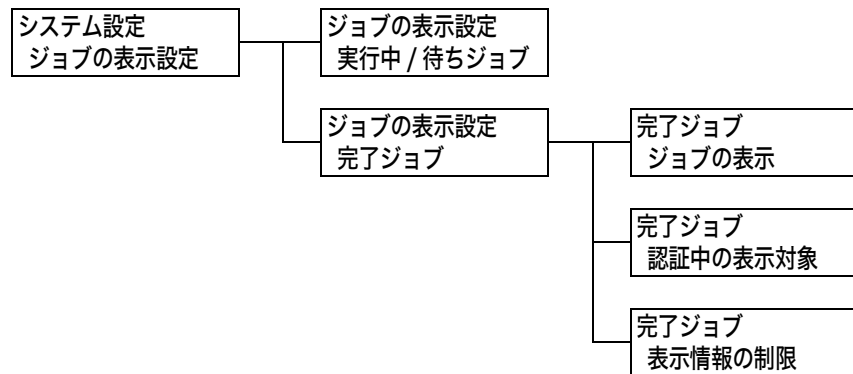 システム設定
ジョブの表示設定
ジョブの表示設定
実行中 / 待ちジョブ
ジョブの表示設定
完了ジョブ
完了ジョブ
ジョブの表示
完了ジョブ
認証中の表示対象
完了ジョブ
表示情報の制限